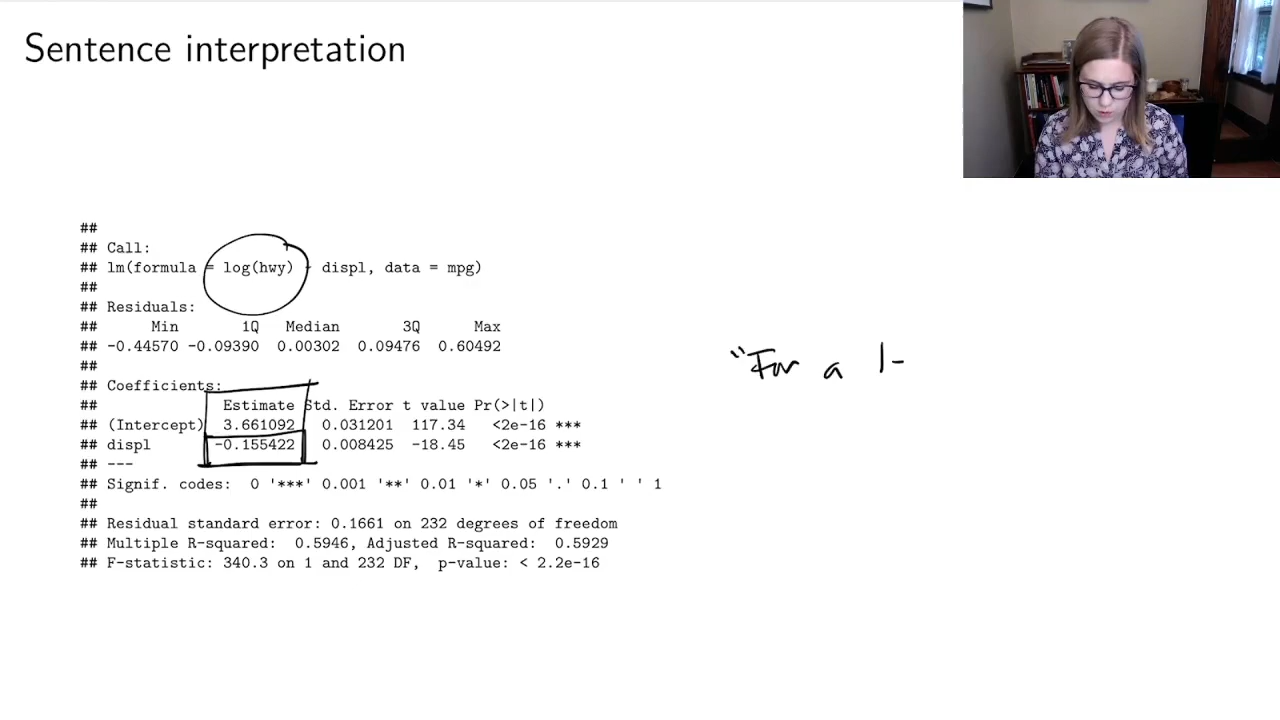 Sentence interpretation
##
## Call:
## lm(formula = log(hwy) ~ displ, data = mpg)
##
## Residuals:
##      Min       1Q   Median       3Q      Max
## -0.44570 -0.09390  0.00302  0.09476  0.60492
##
## Coefficients:
##              Estimate Std. Error t value Pr(>|t|)
## (Intercept)  3.661092   0.031201  117.34   <2e-16 ***
## displ       -0.155422   0.008425  -18.45   <2e-16 ***
## ---
## Signif. codes:  0 '***' 0.001 '**' 0.01 '*' 0.05 '.' 0.1 ' ' 1
##
## Residual standard error: 0.1661 on 232 degrees of freedom
## Multiple R-squared:  0.5946, Adjusted R-squared:  0.5929
## F-statistic: 340.3 on 1 and 232 DF,  p-value: < 2.2e-16
"For a 1-